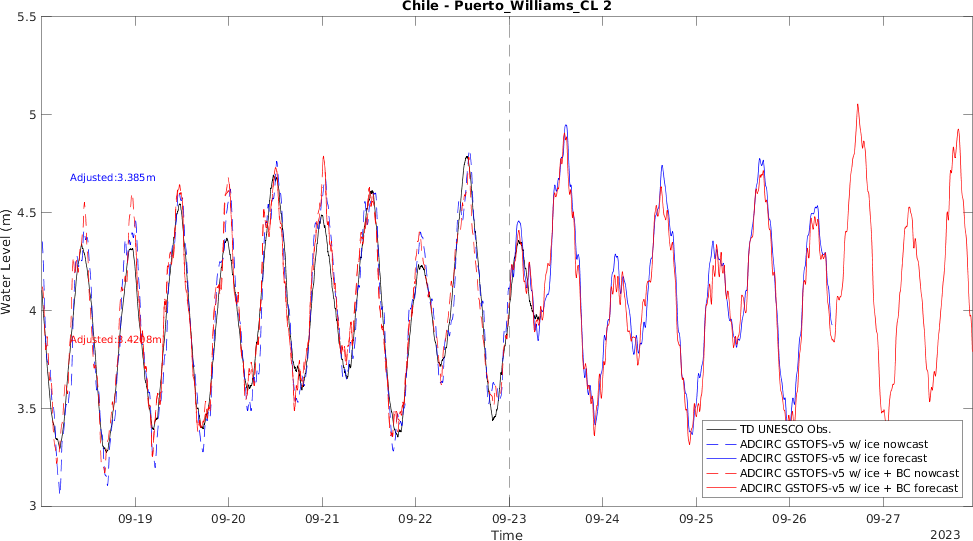 Chile - Puerto_Williams_CL 2
5.5
5
4.5
4
3.5
3
Water Level (m)
Adjusted:3.385m
Adjusted:3.4208m
TD UNESCO Obs.
ADCIRC GSTOFS-v5 w/ ice nowcast
ADCIRC GSTOFS-v5 w/ ice forecast
ADCIRC GSTOFS-v5 w/ ice + BC nowcast
ADCIRC GSTOFS-v5 w/ ice + BC forecast
09-19 09-20 09-21 09-22 09-23 09-24 09-25 09-26 09-27
Time
2023